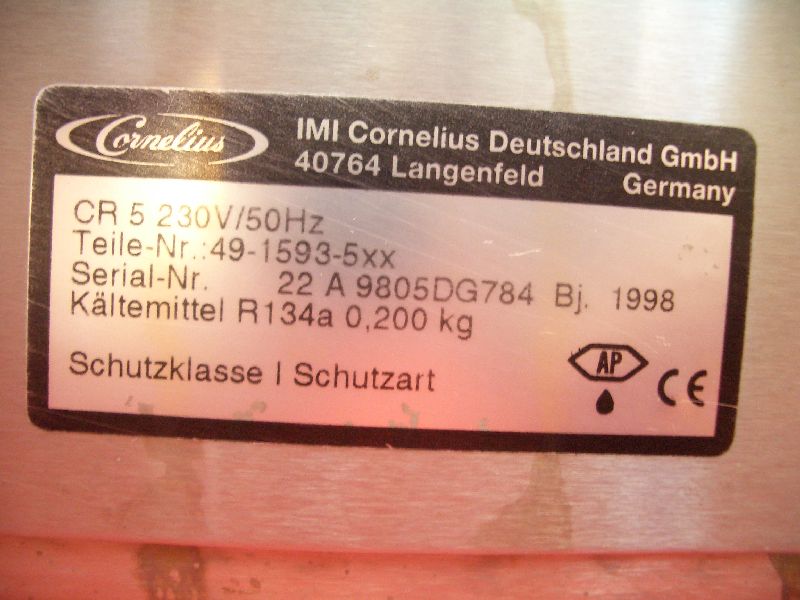 Cornelius
IMI Cornelius Deutschland GmbH
40764 Langenfeld
Germany
CR 5 230V/50Hz
Teile-Nr.:49-1593-5xx
Serial-Nr. 22 A 9805DG784 Bj. 1998
Kältemittel R134a 0,200 kg
Schutzklasse I Schutzart
AP
CE